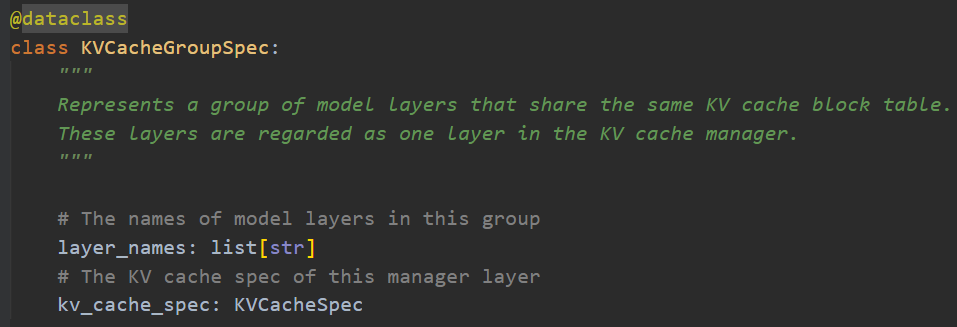 @dataclass
class KVCacheGroupSpec:
    """
    Represents a group of model layers that share the same KV cache block table.
    These layers are regarded as one layer in the KV cache manager.
    """
    # The names of model layers in this group
    layer_names: list[str]
    # The KV cache spec of this manager layer
    kv_cache_spec: KVCacheSpec